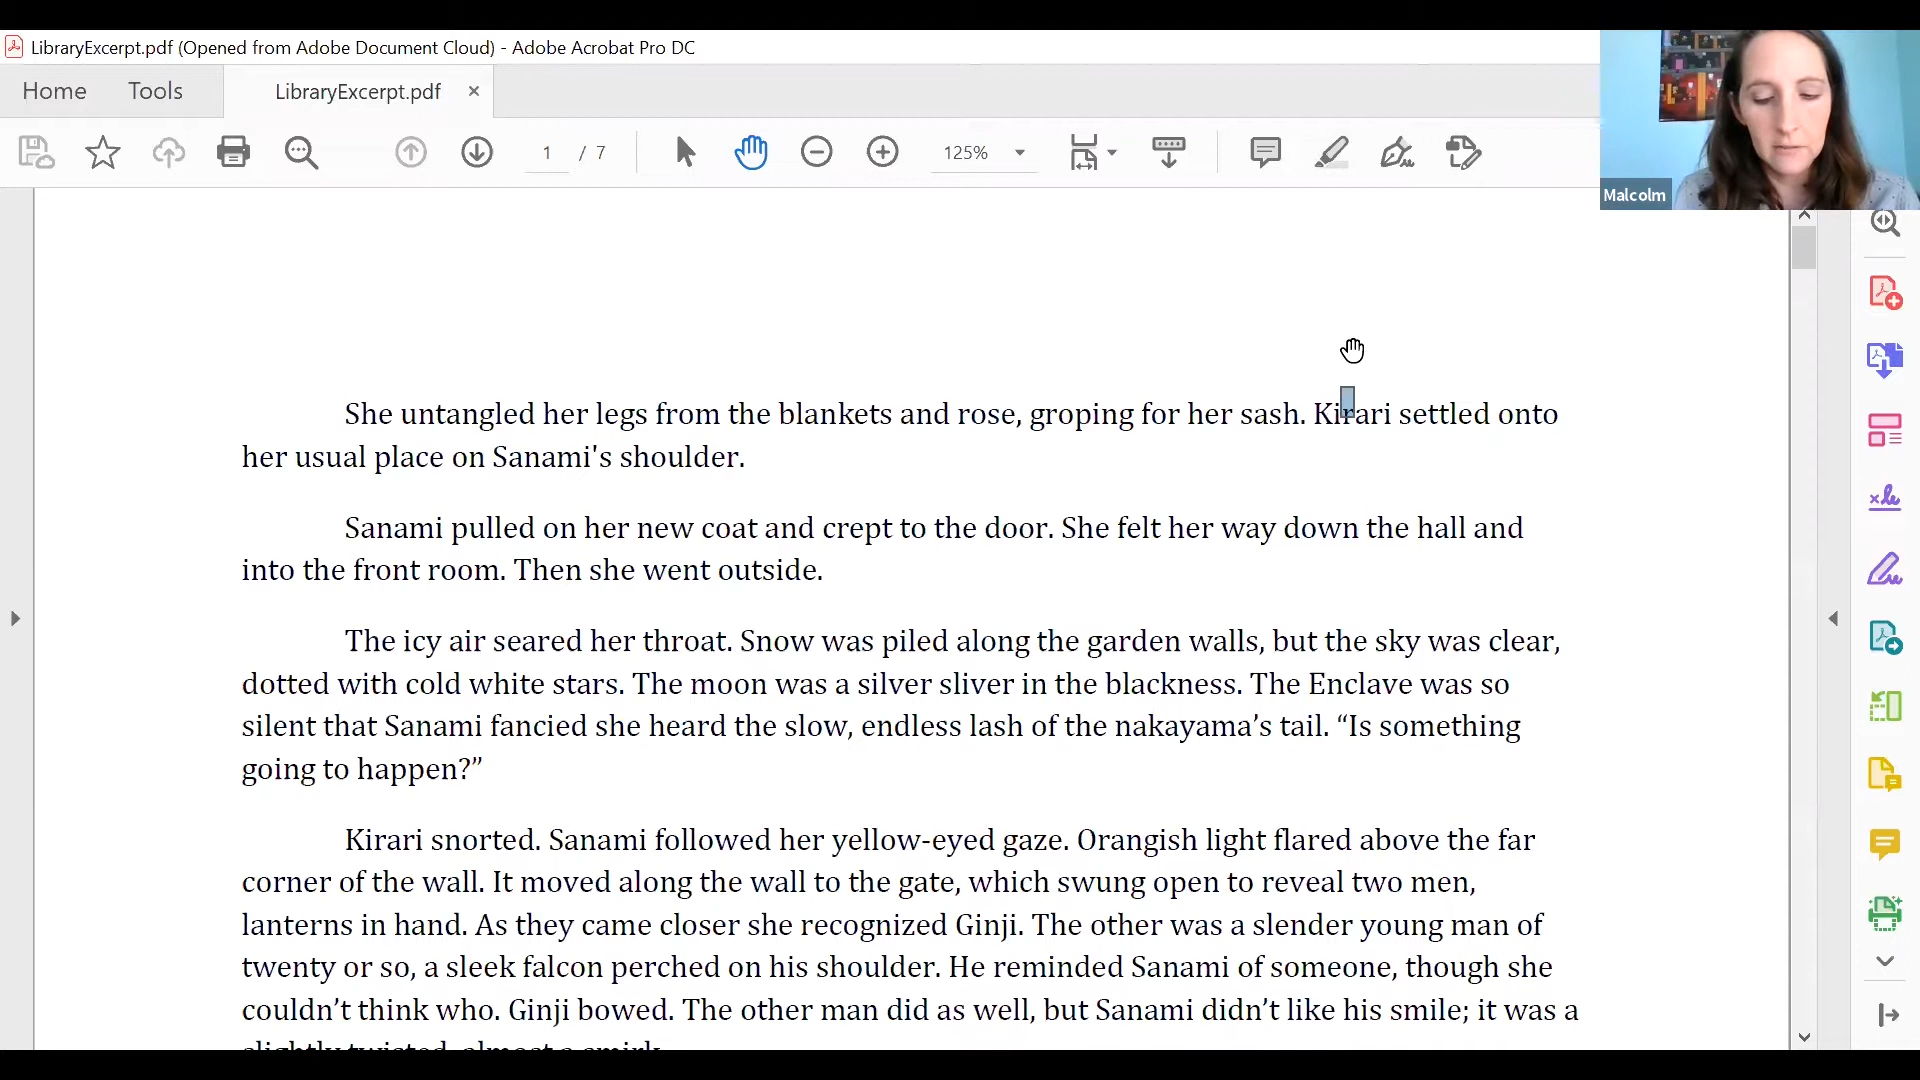 LibraryExcerpt.pdf (Opened from Adobe Document Cloud) - Adobe Acrobat Pro DC
Home Tools LibraryExcerpt.pdf
1 / 7 125%
Malcolm
She untangled her legs from the blankets and rose, groping for her sash. Kirari settled onto
her usual place on Sanami's shoulder.
Sanami pulled on her new coat and crept to the door. She felt her way down the hall and
into the front room. Then she went outside.
The icy air seared her throat. Snow was piled along the garden walls, but the sky was clear,
dotted with cold white stars. The moon was a silver sliver in the blackness. The Enclave was so
silent that Sanami fancied she heard the slow, endless lash of the nakayama’s tail. “Is something
going to happen?”
Kirari snorted. Sanami followed her yellow-eyed gaze. Orangish light flared above the far
corner of the wall. It moved along the wall to the gate, which swung open to reveal two men,
lanterns in hand. As they came closer she recognized Ginji. The other was a slender young man of
twenty or so, a sleek falcon perched on his shoulder. He reminded Sanami of someone, though she
couldn’t think who. Ginji bowed. The other man did as well, but Sanami didn’t like his smile; it was a
slightly twisted, almost a smirk.